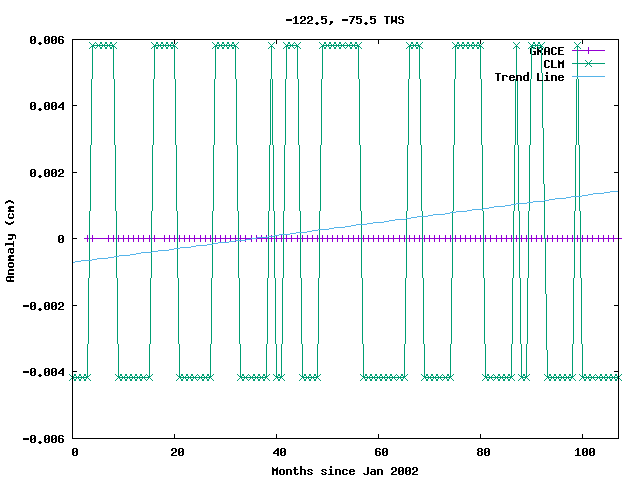 -122.5, -75.5 TWS
0.006
GRACE
CLM
Trend Line
0.004
0.002
0
-0.002
-0.004
-0.006
Anomaly (cm)
0 20 40 60 80 100
Months since Jan 2002